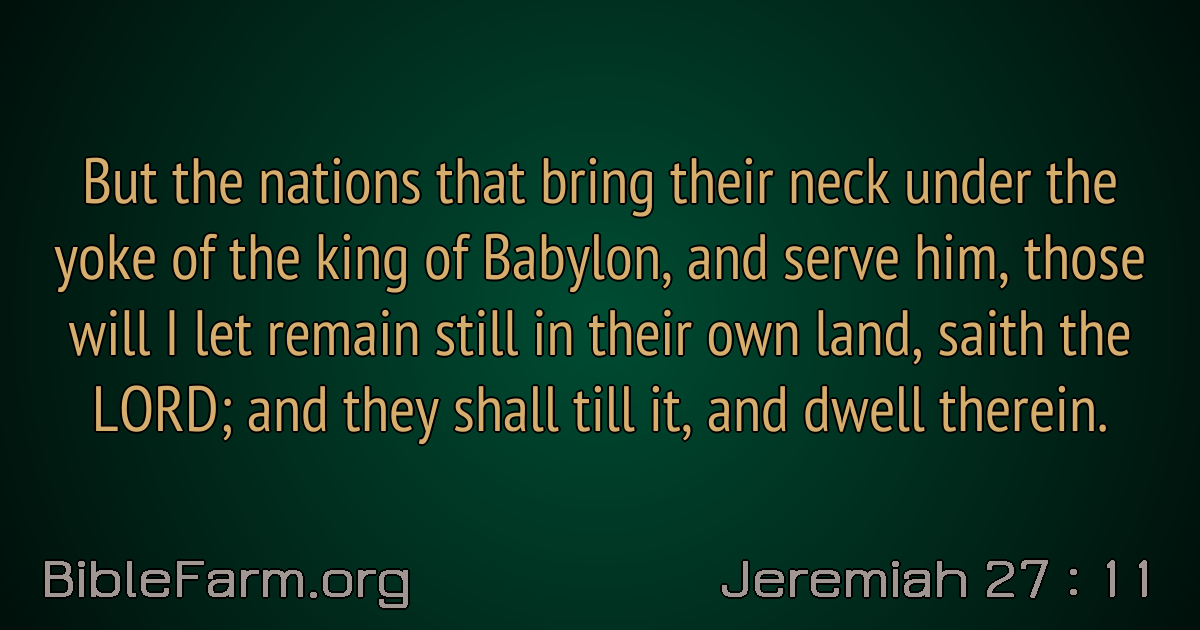 But the nations that bring their neck under the
yoke of the king of Babylon, and serve him, those
will I let remain still in their own land, saith the
LORD; and they shall till it, and dwell therein.
BibleFarm.org
Jeremiah 27 : 11